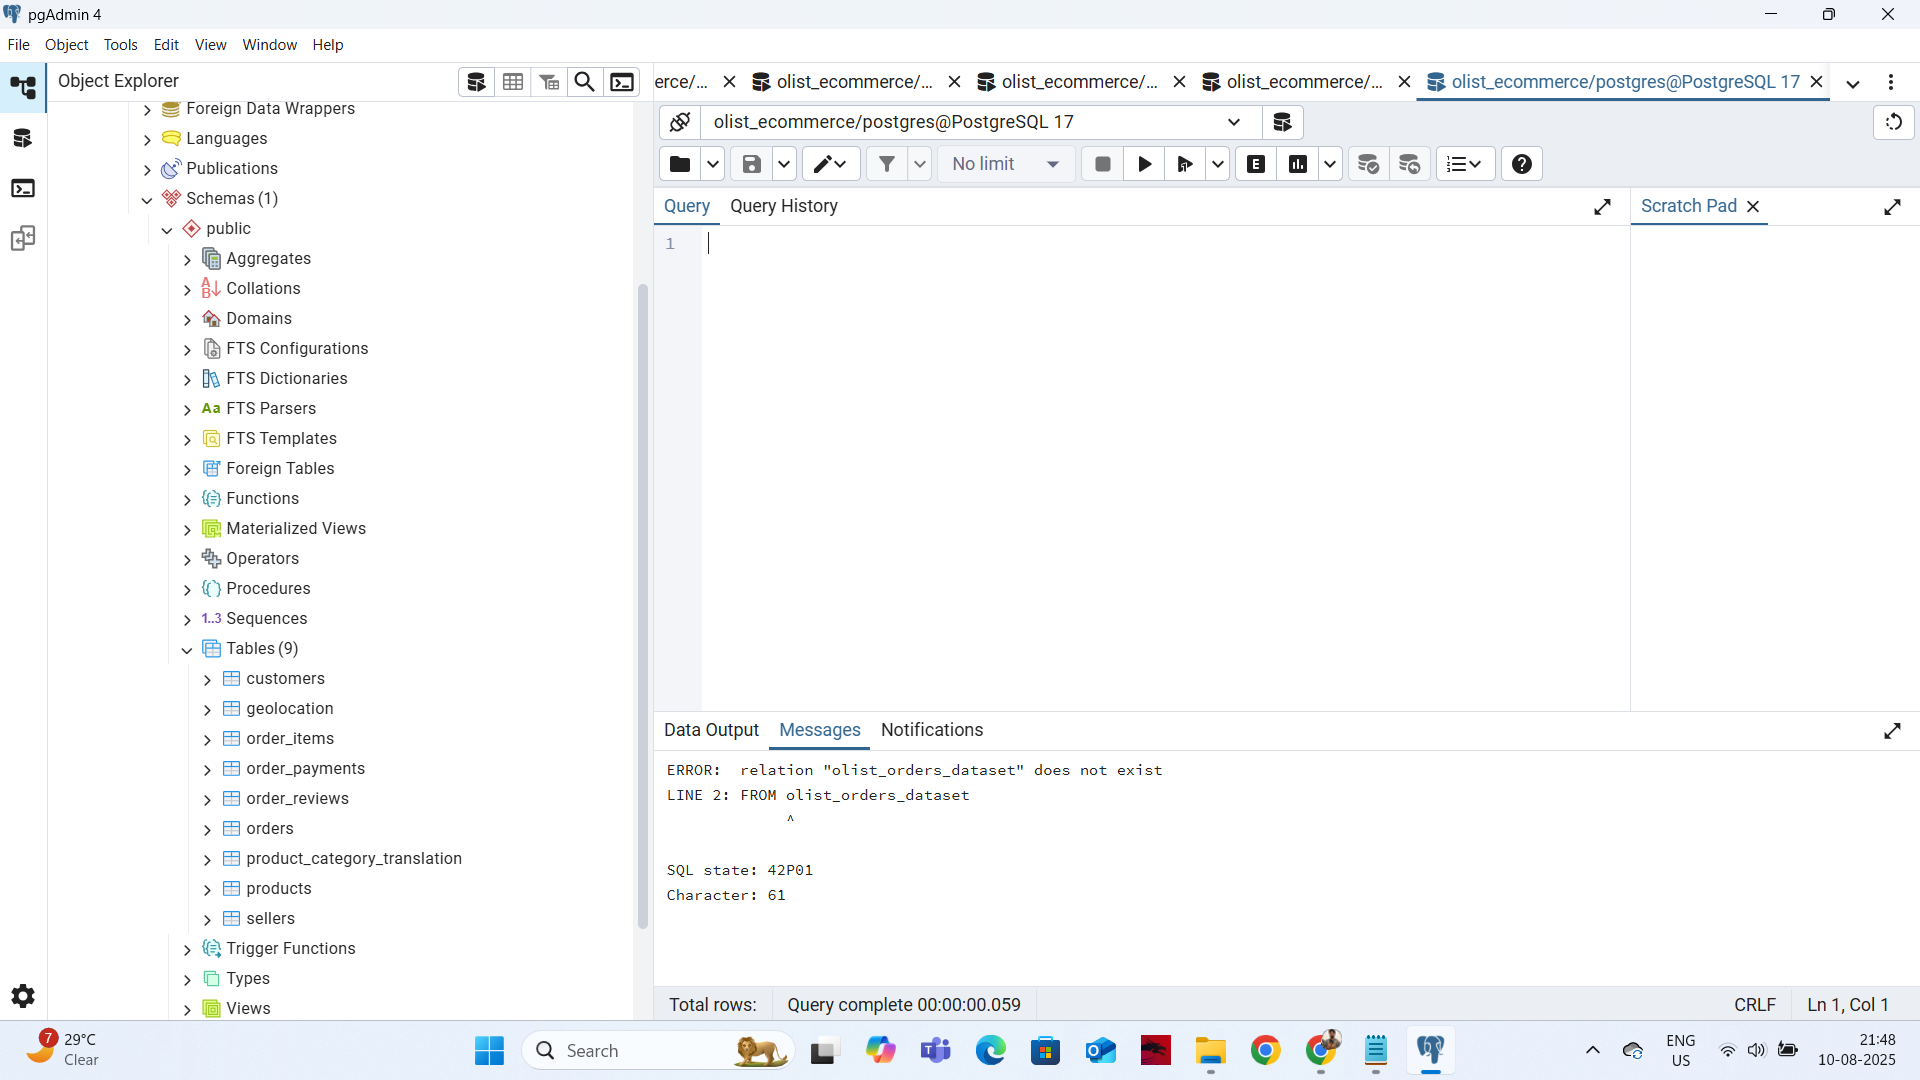 pgAdmin 4
File Object Tools Edit View Window Help
Object Explorer
erce/... olist_ecommerce/... olist_ecommerce/... olist_ecommerce/... olist_ecommerce/postgres@PostgreSQL 17
olist_ecommerce/postgres@PostgreSQL 17
No limit
E
Query Query History
Scratch Pad
1
Foreign Data Wrappers
Languages
Publications
Schemas (1)
public
Aggregates
Collations
Domains
FTS Configurations
FTS Dictionaries
Aa FTS Parsers
FTS Templates
Foreign Tables
Functions
Materialized Views
Operators
Procedures
1..3 Sequences
Tables (9)
customers
geolocation
order_items
order_payments
order_reviews
orders
product_category_translation
products
sellers
Trigger Functions
Types
Views
Data Output Messages Notifications
ERROR:  relation "olist_orders_dataset" does not exist
LINE 2: FROM olist_orders_dataset
^
SQL state: 42P01
Character: 61
Total rows: Query complete 00:00:00.059 CRLF Ln 1, Col 1
7
29°C
Clear
Search
ENG
US
21:48
10-08-2025